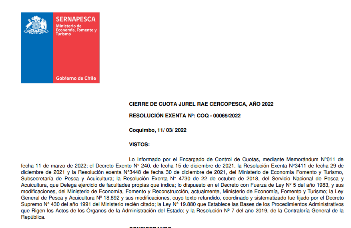 SERNAPESCA
Ministerio de
Economía, Fomento y
Turismo
Gobierno de Chile
CIERRE DE CUOTA JUREL RAE CERCOPESCA, AÑO 2022
RESOLUCIÓN EXENTA Nº: COQ - 00065/2022
Coquimbo, 11/ 03/ 2022
VISTOS:
Lo informado por el Encargado de Control de Cuotas, mediante Memorándum N°011 de
fecha 11 de marzo de 2022, el Decreto Exento N° 240, de fecha 15 de diciembre de 2021, la Resolución Exenta N°3411 de fecha 29 de
diciembre de 2021 y la Resolución exenta N°3448 de fecha 30 de diciembre de 2021, del Ministerio de Economía, Fomento y Turismo,
Subsecretaría de Pesca y Acuicultura; la Resolución Exenta N° 4730 de 22 de octubre de 2018, del Servicio Nacional de Pesca y
Acuicultura, que Delega ejercicio de facultades propias que indica; lo dispuesto en el Decreto con Fuerza de Ley N° 5 del año 1983, y sus
modificaciones, del Ministerio de Economía, Fomento y Reconstrucción, actualmente, Ministerio de Economía, Fomento y Turismo; la Ley
General de Pesca y Acuicultura N° 18.892 y sus modificaciones, cuyo texto refundido, coordinado y sistematizado fue fijado por el Decreto
Supremo N° 430 del año 1991 del Ministerio recién citado; la Ley N° 19.880 que Establece las Bases de los Procedimientos Administrativos
que Rigen los Actos de los Órganos de la Administración del Estado; y la Resolución N° 7 del año 2019, de la Contraloría General de la
República.